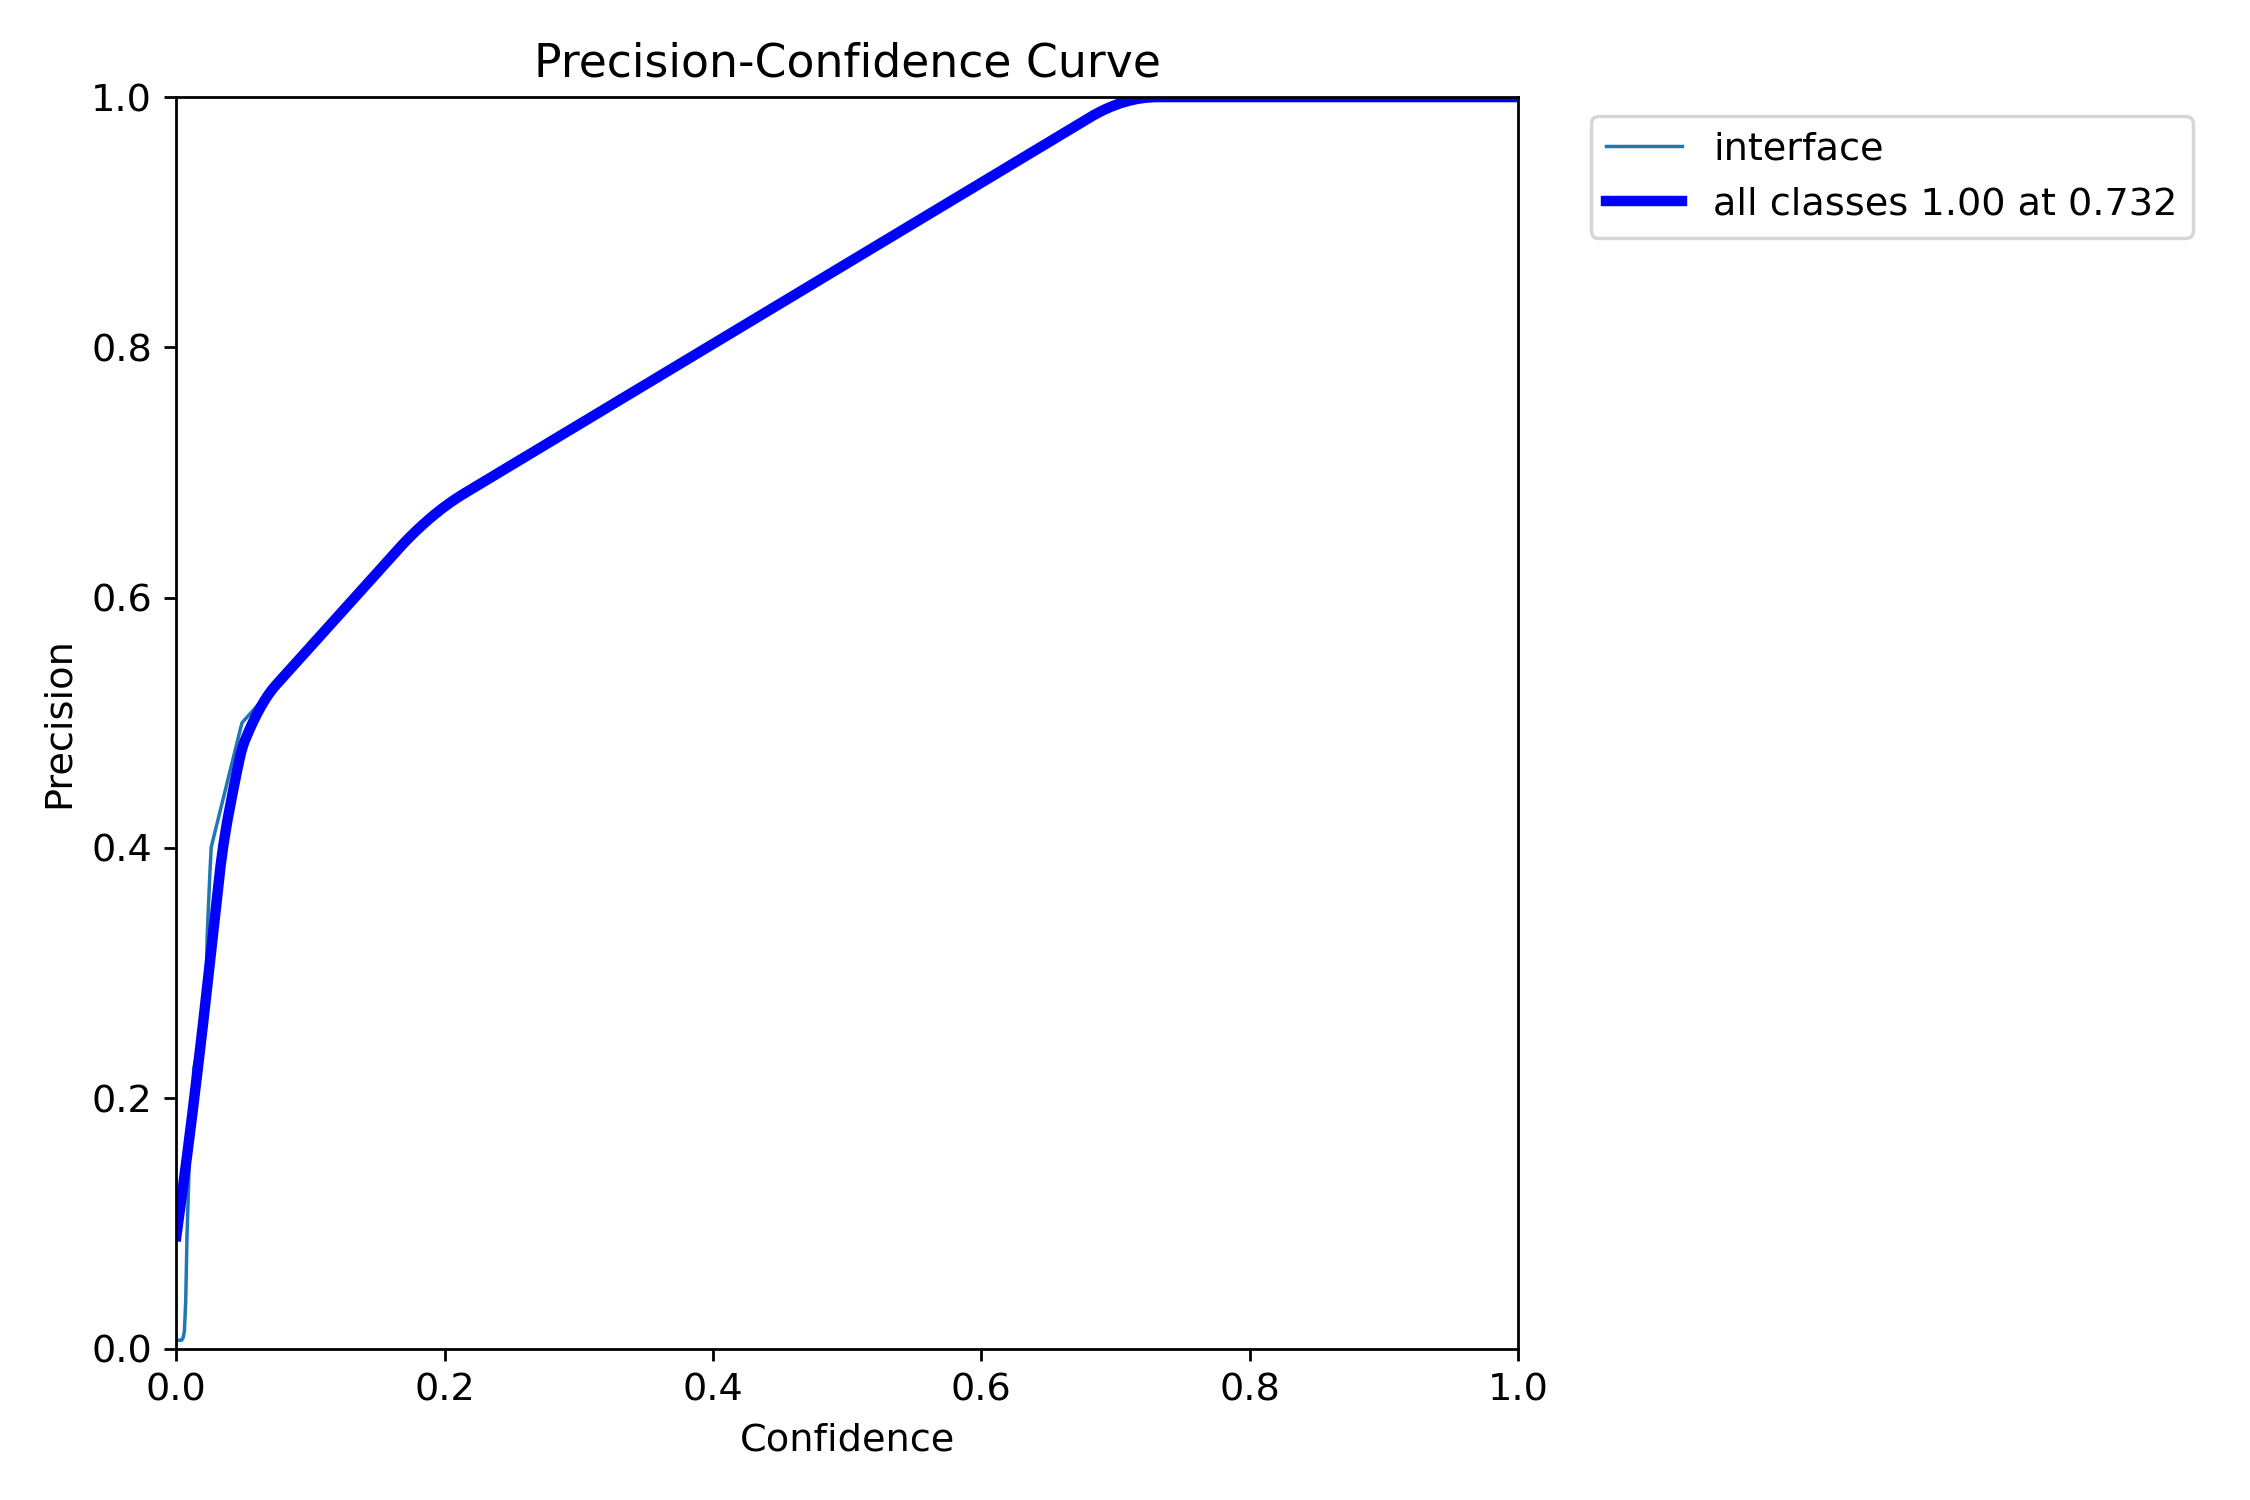 Precision-Confidence Curve
interface
all classes 1.00 at 0.732
Precision
1.0
0.8
0.6
0.4
0.2
0.0
0.0 0.2 0.4 0.6 0.8 1.0
Confidence